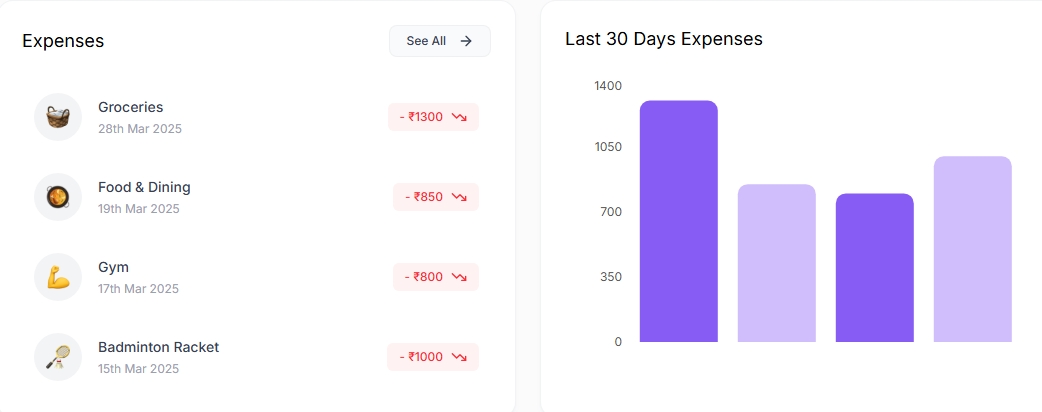 Expenses
See All
Groceries
28th Mar 2025
- ₹1300
Food & Dining
19th Mar 2025
- ₹850
Gym
17th Mar 2025
- ₹800
Badminton Racket
15th Mar 2025
- ₹1000
Last 30 Days Expenses
1400
1050
700
350
0